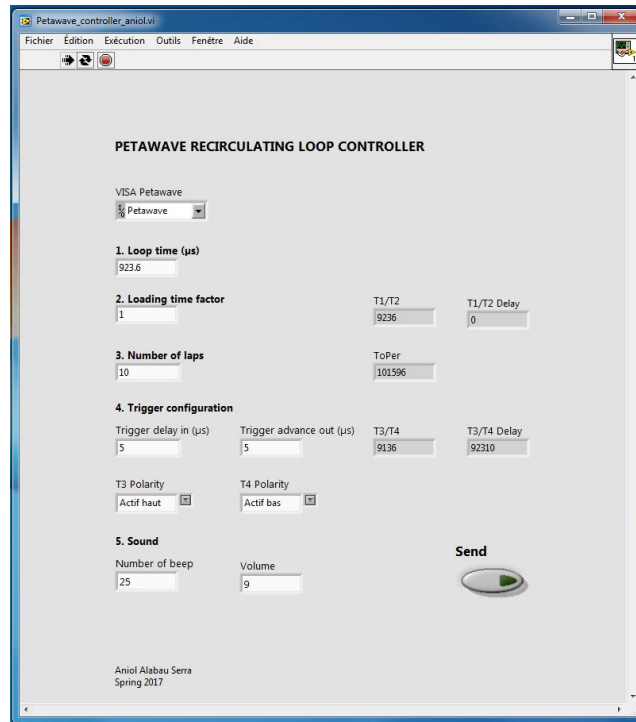 Petawave_controller_aniol.vi
Fichier Édition Exécution Outils Fenêtre Aide
1
PETAWAVE RECIRCULATING LOOP CONTROLLER
VISA Petawave
I/O Petawave
1. Loop time (µs)
923.6
2. Loading time factor T1/T2 T1/T2 Delay
1 9236 0
3. Number of laps ToPer
10 101596
4. Trigger configuration
Trigger delay in (µs) Trigger advance out (µs) T3/T4 T3/T4 Delay
5 5 9136 92310
T3 Polarity T4 Polarity
Actif haut Actif bas
5. Sound
Send
Number of beep Volume
25 9
Aniol Alabau Serra
Spring 2017